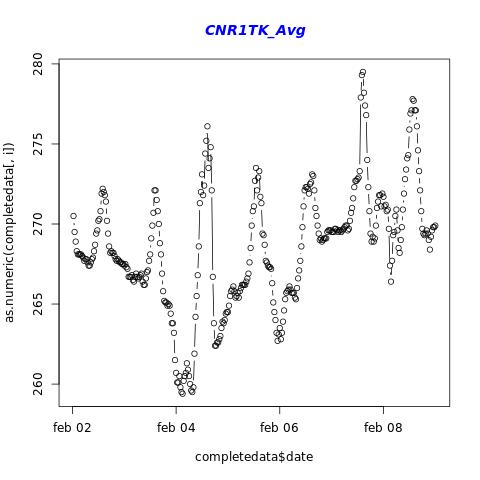 CNR1TK_Avg
280
275
270
265
260
as.numeric(completedata[, i])
feb 02
feb 04
feb 06
feb 08
completedata$date